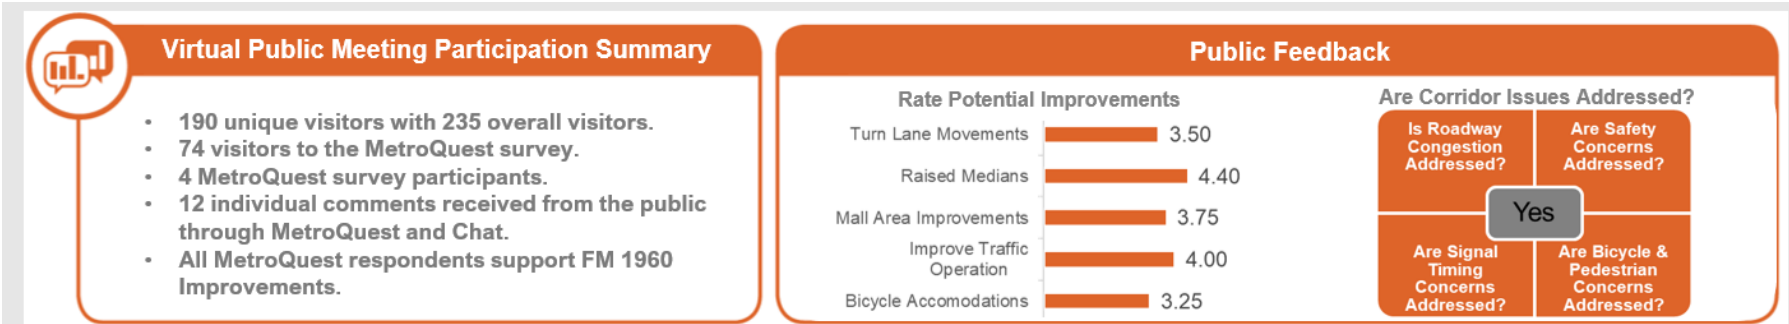 Virtual Public Meeting Participation Summary
• 190 unique visitors with 235 overall visitors.
• 74 visitors to the MetroQuest survey.
• 4 MetroQuest survey participants.
• 12 individual comments received from the public
through MetroQuest and Chat.
• All MetroQuest respondents support FM 1960
Improvements.
Public Feedback
Rate Potential Improvements
Turn Lane Movements 3.50
Raised Medians 4.40
Mall Area Improvements 3.75
Improve Traffic
Operation 4.00
Bicycle Accomodations 3.25
Are Corridor Issues Addressed?
Is Roadway
Congestion
Addressed?
Are Safety
Concerns
Addressed?
Yes
Are Signal
Timing
Concerns
Addressed?
Are Bicycle &
Pedestrian
Concerns
Addressed?